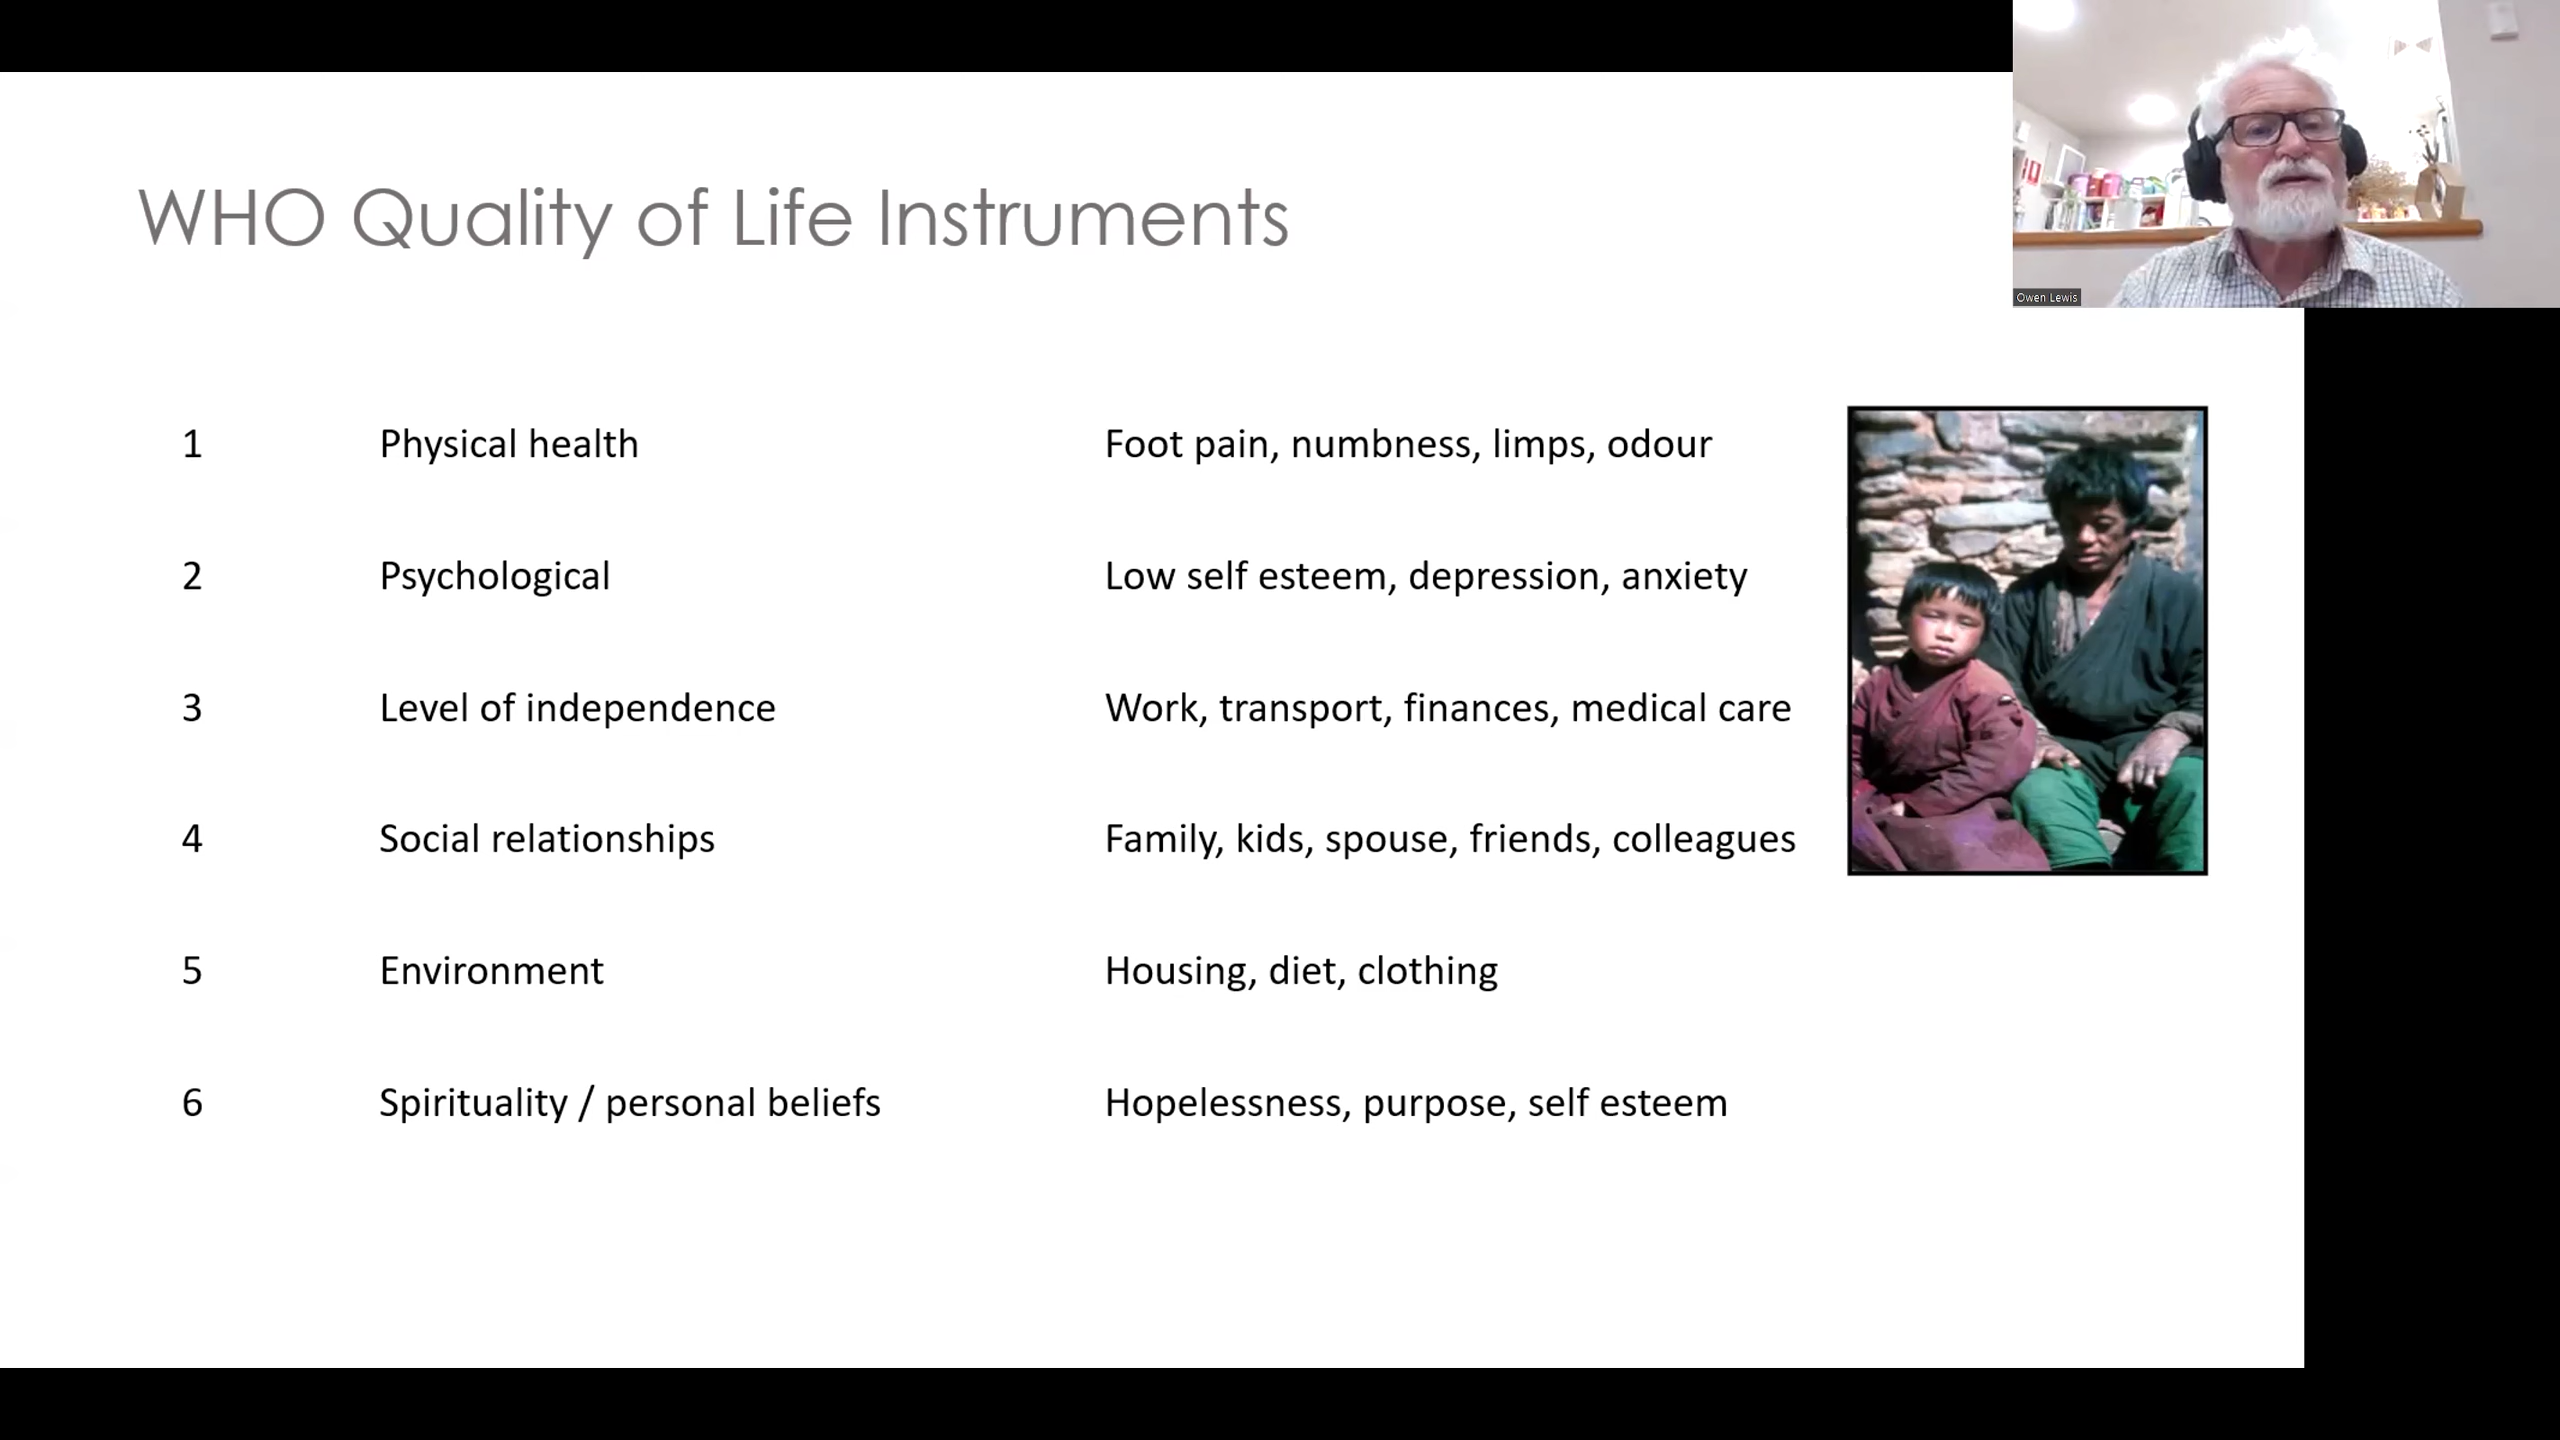 WHO Quality of Life Instruments
Owen Lewis
1 Physical health Foot pain, numbness, limps, odour
2 Psychological Low self esteem, depression, anxiety
3 Level of independence Work, transport, finances, medical care
4 Social relationships Family, kids, spouse, friends, colleagues
5 Environment Housing, diet, clothing
6 Spirituality / personal beliefs Hopelessness, purpose, self esteem